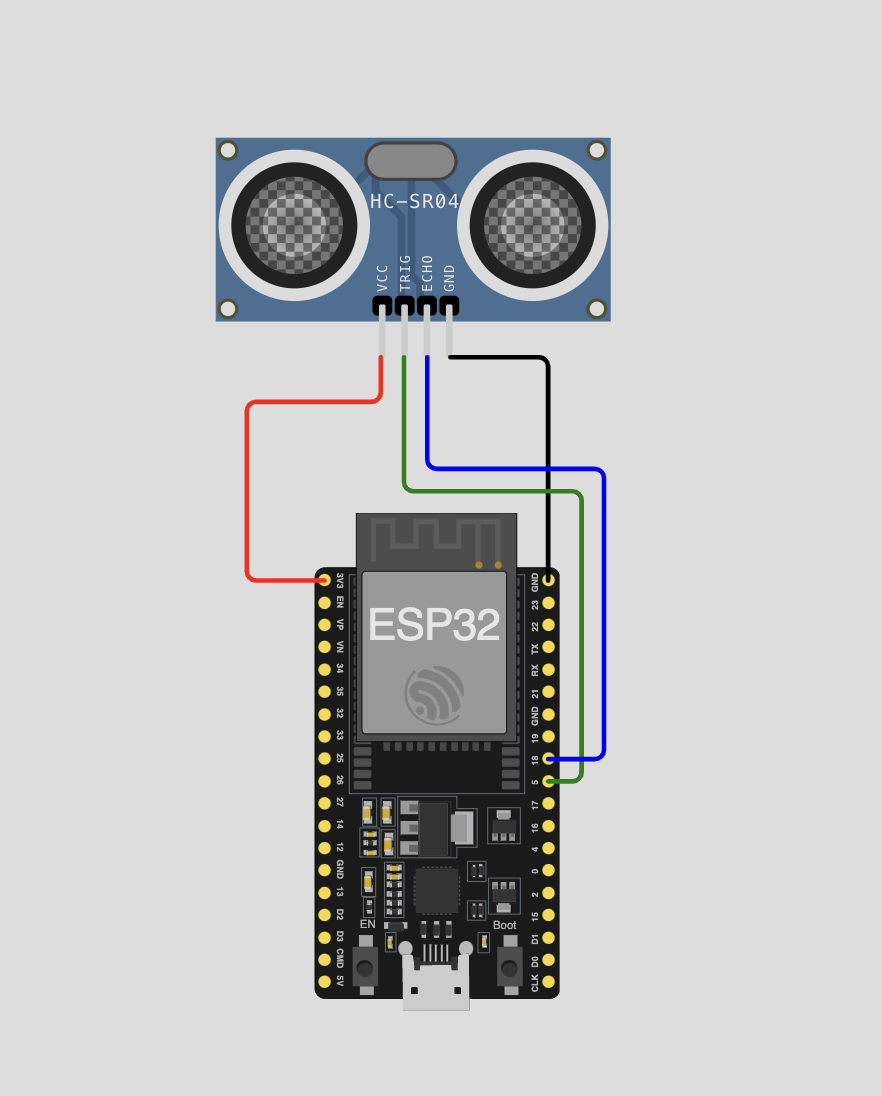 HC-SR04
VCC
TRIG
ECHO
GND
ESP32
3V3
EN
VP
VN
34
35
32
33
25
26
27
14
12
GND
13
D2
D3
CMD
5V
GND
23
22
TX
RX
21
GND
19
18
5
17
16
4
0
2
15
D1
D0
CLK
EN
Boot